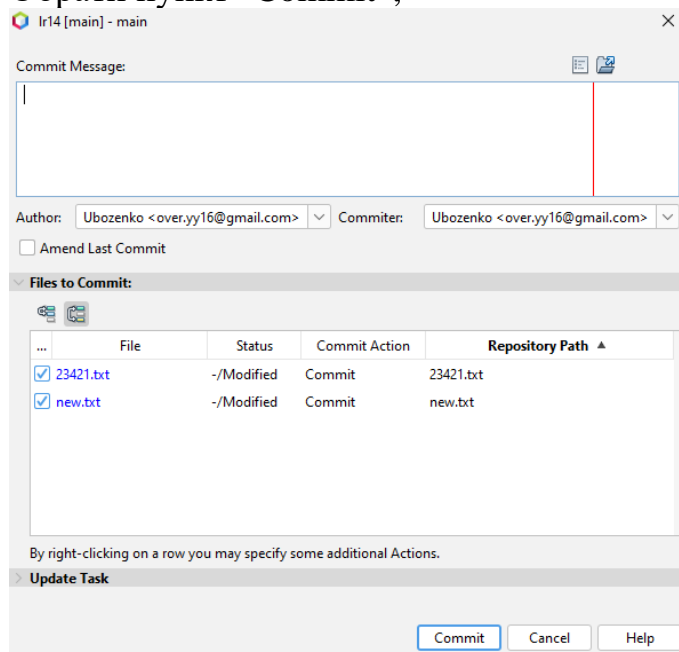 lr14 [main] - main
Commit Message:
Author: Ubozenko <over.yy16@gmail.com> Commiter: Ubozenko <over.yy16@gmail.com>
Amend Last Commit
Files to Commit:
... File Status Commit Action Repository Path ▲
23421.txt -/Modified Commit 23421.txt
new.txt -/Modified Commit new.txt
By right-clicking on a row you may specify some additional Actions.
Update Task
Commit Cancel Help